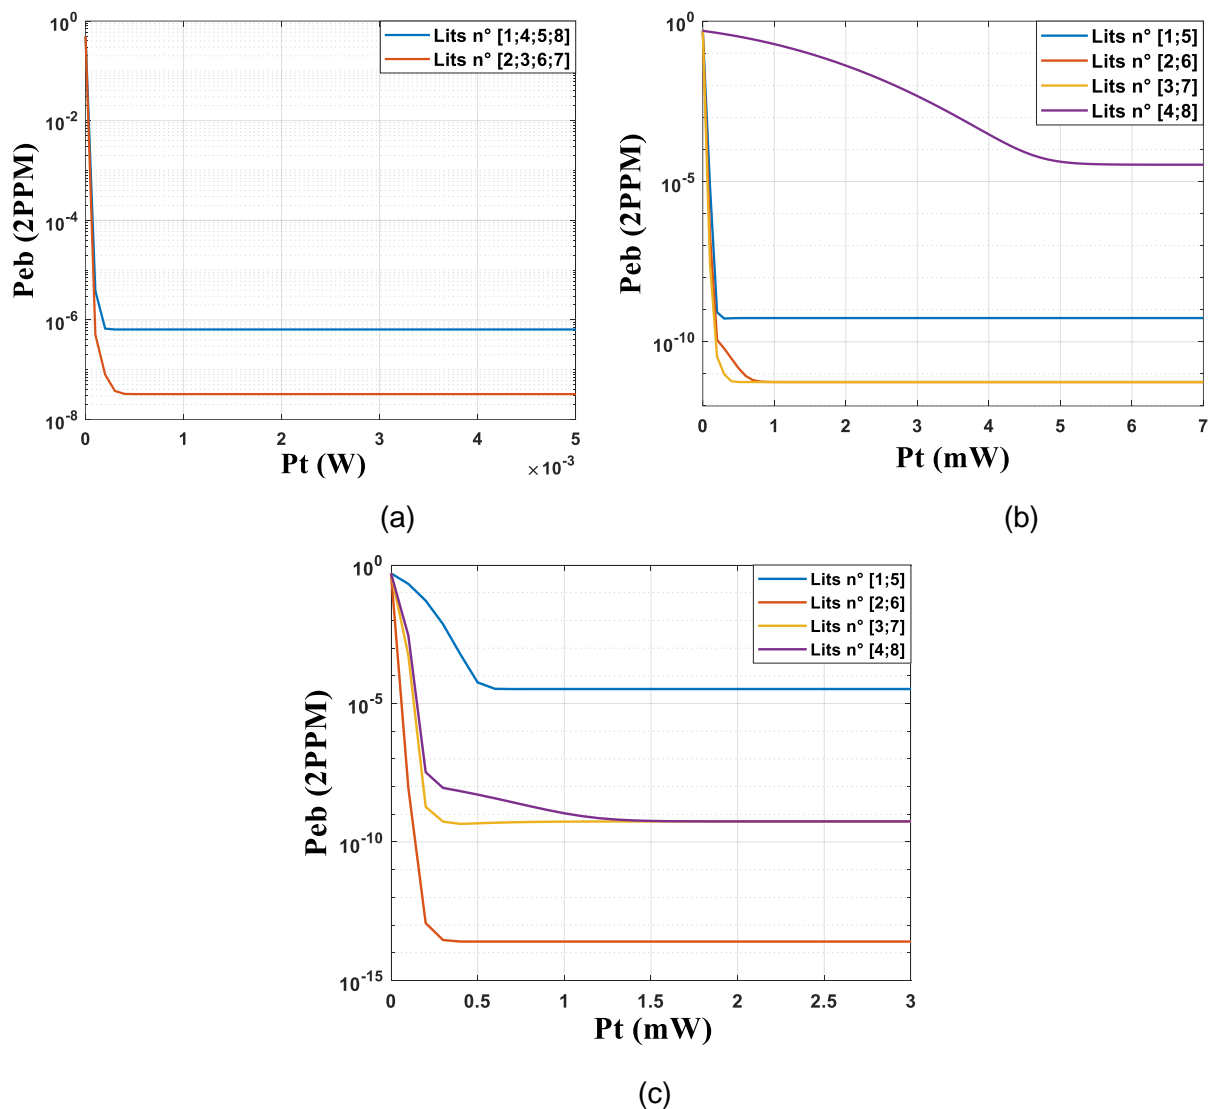 Peb (2PPM)
10^0
10^-2
10^-4
10^-6
10^-8
Lits n° [1;4;5;8]
Lits n° [2;3;6;7]
0 1 2 3 4 5
Pt (W)
×10^-3
(a)
Peb (2PPM)
10^0
10^-5
10^-10
Lits n° [1;5]
Lits n° [2;6]
Lits n° [3;7]
Lits n° [4;8]
0 1 2 3 4 5 6 7
Pt (mW)
(b)
Peb (2PPM)
10^0
10^-5
10^-10
10^-15
Lits n° [1;5]
Lits n° [2;6]
Lits n° [3;7]
Lits n° [4;8]
0 0.5 1 1.5 2 2.5 3
Pt (mW)
(c)